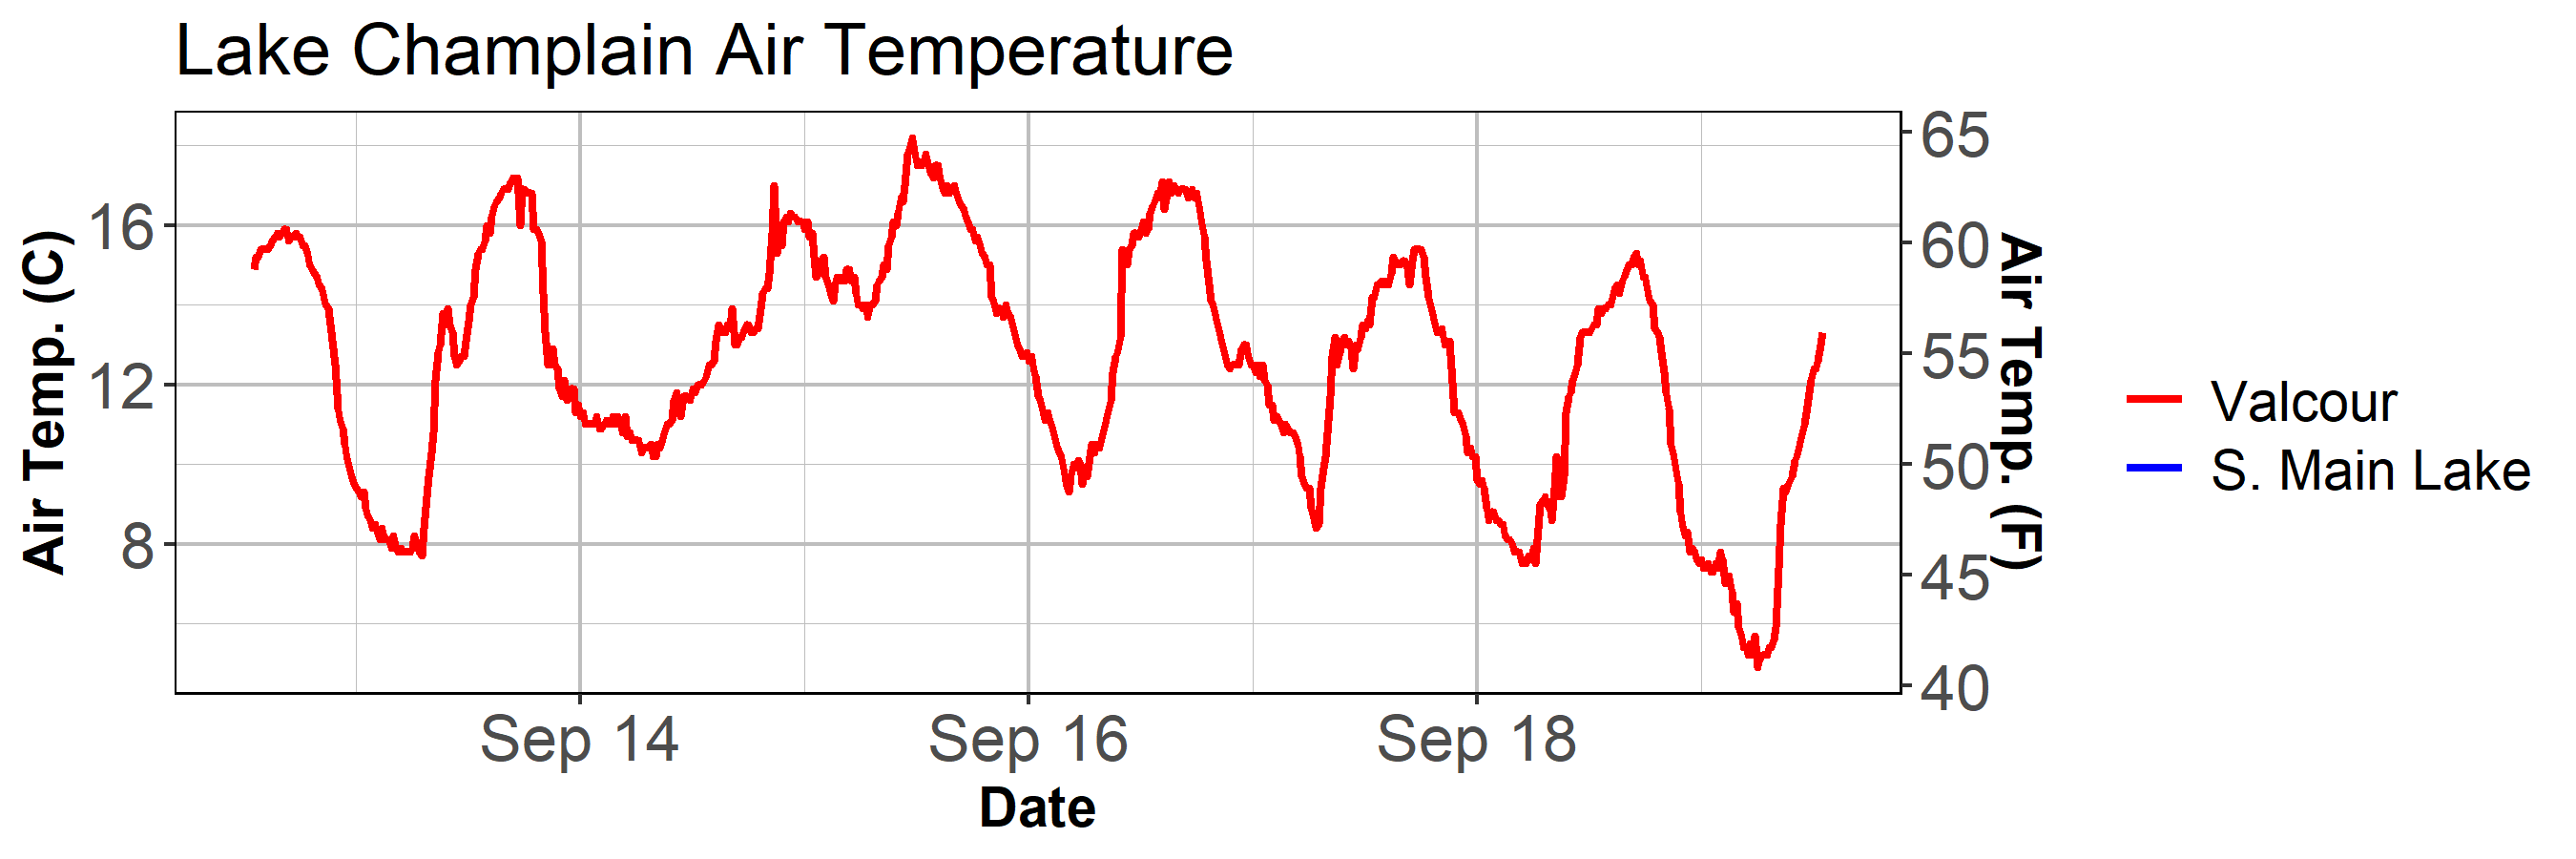 Lake Champlain Air Temperature
Air Temp. (C)
16
12
8
65
60
55
50
45
40
Air Temp. (F)
Sep 14
Sep 16
Sep 18
Date
Valcour
S. Main Lake